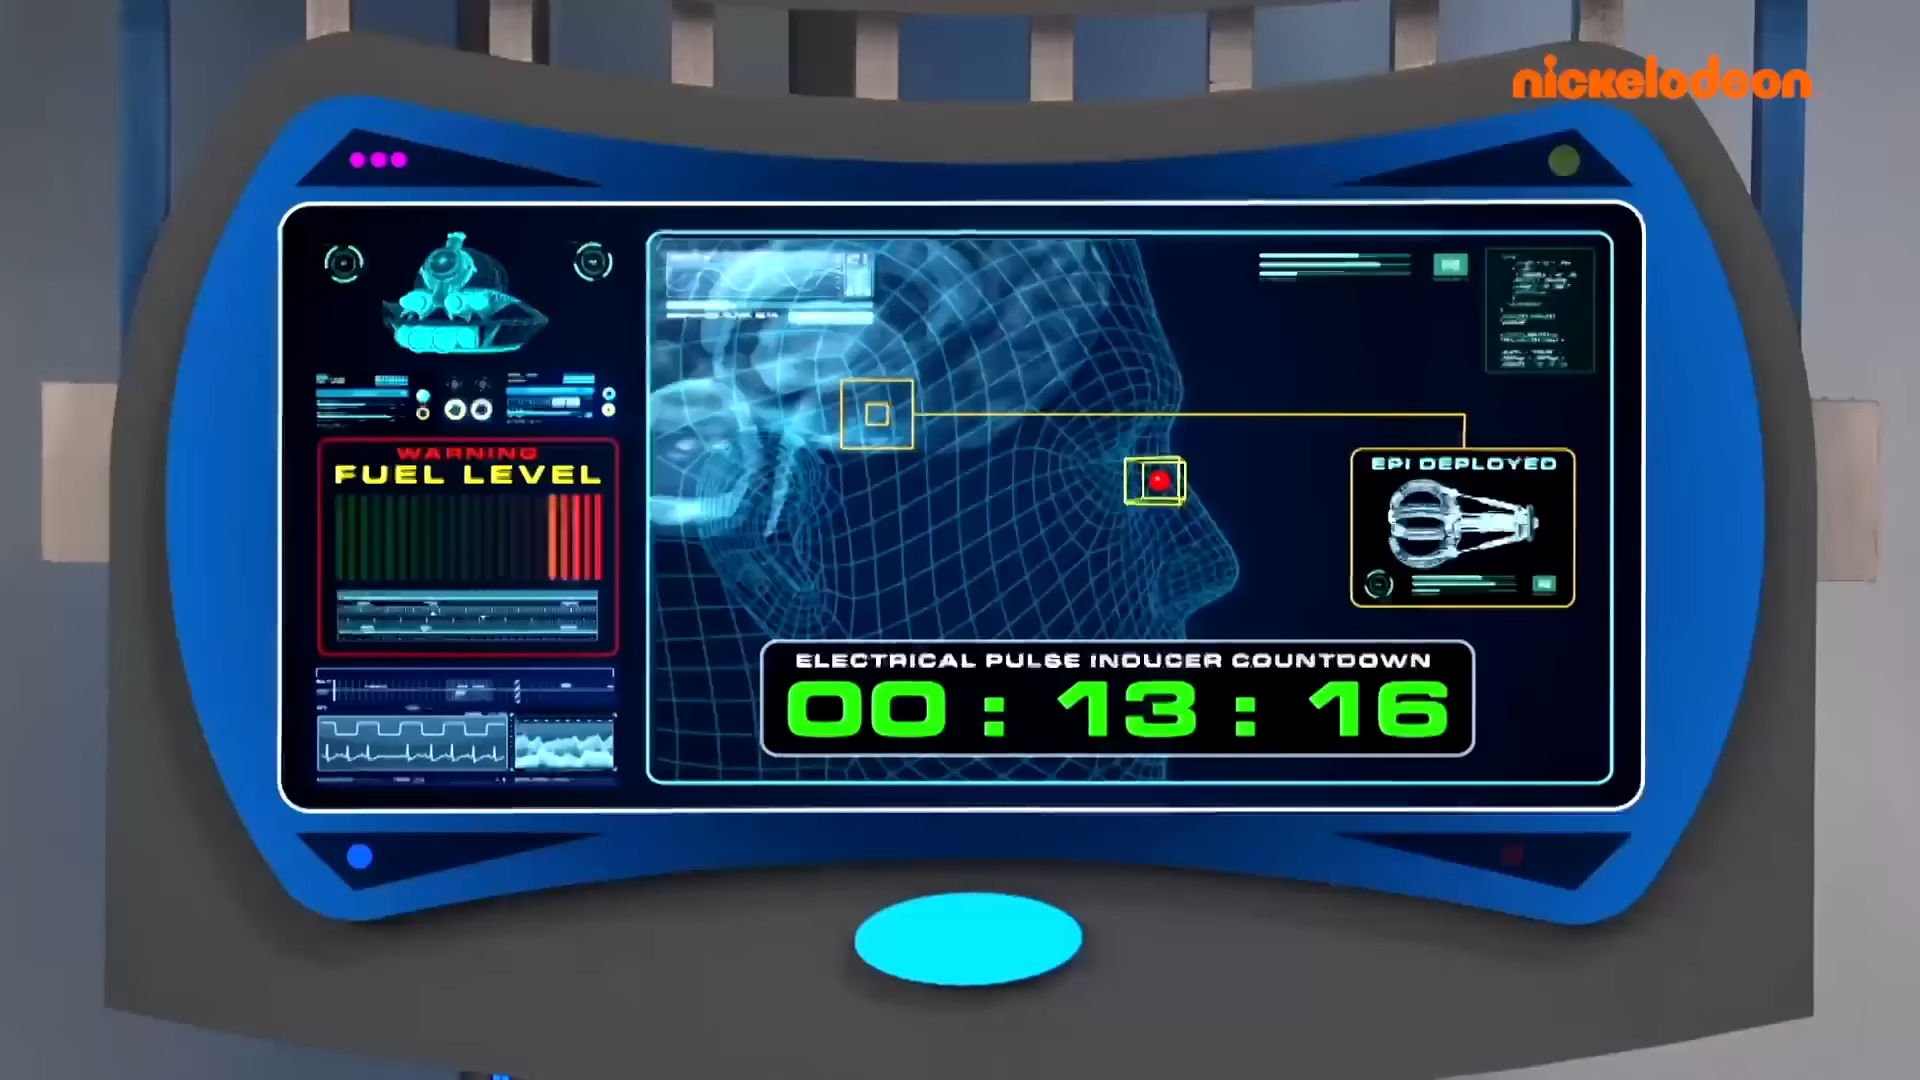 nickelodeon
WARNING
FUEL LEVEL
EPI DEPLOYED
ELECTRICAL PULSE INDUCER COUNTDOWN
00 : 13 : 16